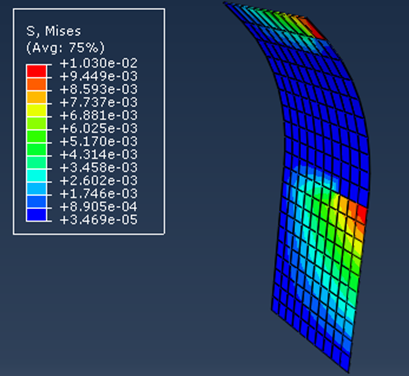 S, Mises
(Avg: 75%)
+1.030e-02
+9.449e-03
+8.593e-03
+7.737e-03
+6.881e-03
+6.025e-03
+5.170e-03
+4.314e-03
+3.458e-03
+2.602e-03
+1.746e-03
+8.905e-04
+3.469e-05